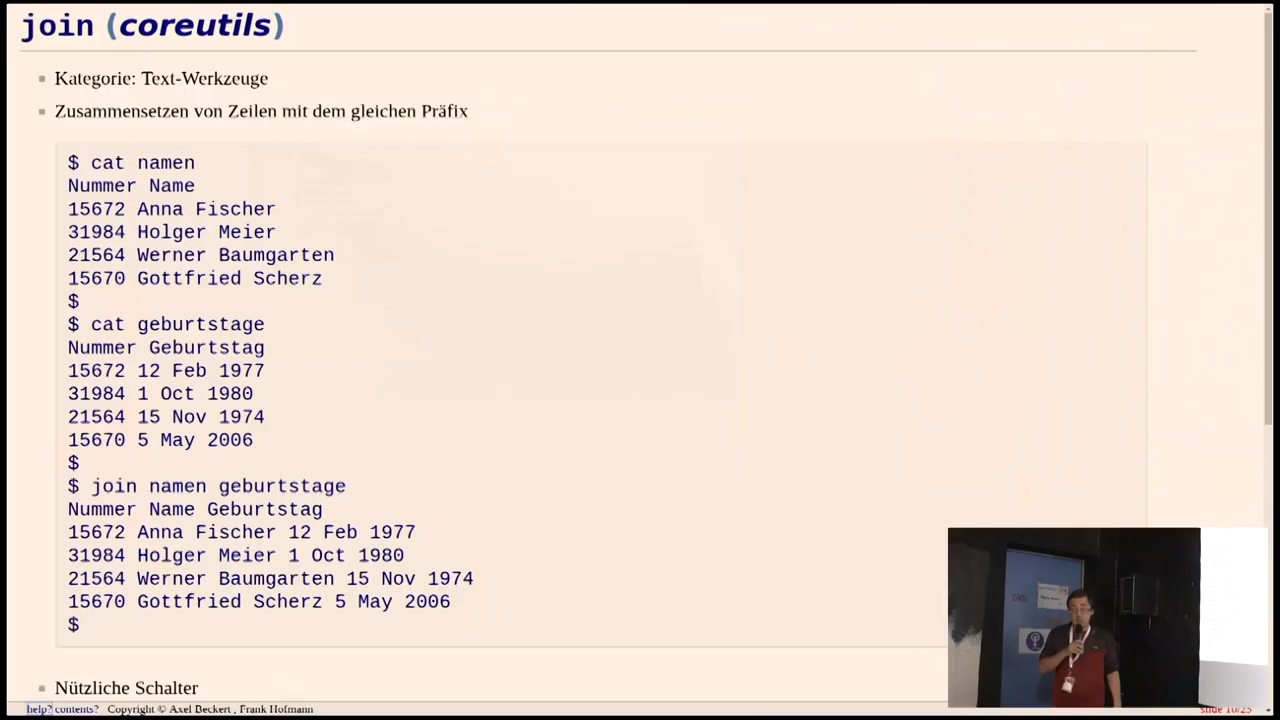 join (coreutils)
Kategorie: Text-Werkzeuge
Zusammensetzen von Zeilen mit dem gleichen Präfix
$ cat namen
Nummer Name
15672 Anna Fischer
31984 Holger Meier
21564 Werner Baumgarten
15670 Gottfried Scherz
$
$ cat geburtstage
Nummer Geburtstag
15672 12 Feb 1977
31984 1 Oct 1980
21564 15 Nov 1974
15670 5 May 2006
$
$ join namen geburtstage
Nummer Name Geburtstag
15672 Anna Fischer 12 Feb 1977
31984 Holger Meier 1 Oct 1980
21564 Werner Baumgarten 15 Nov 1974
15670 Gottfried Scherz 5 May 2006
$
Nützliche Schalter
help? contents? Copyright © Axel Beckert , Frank Hofmann